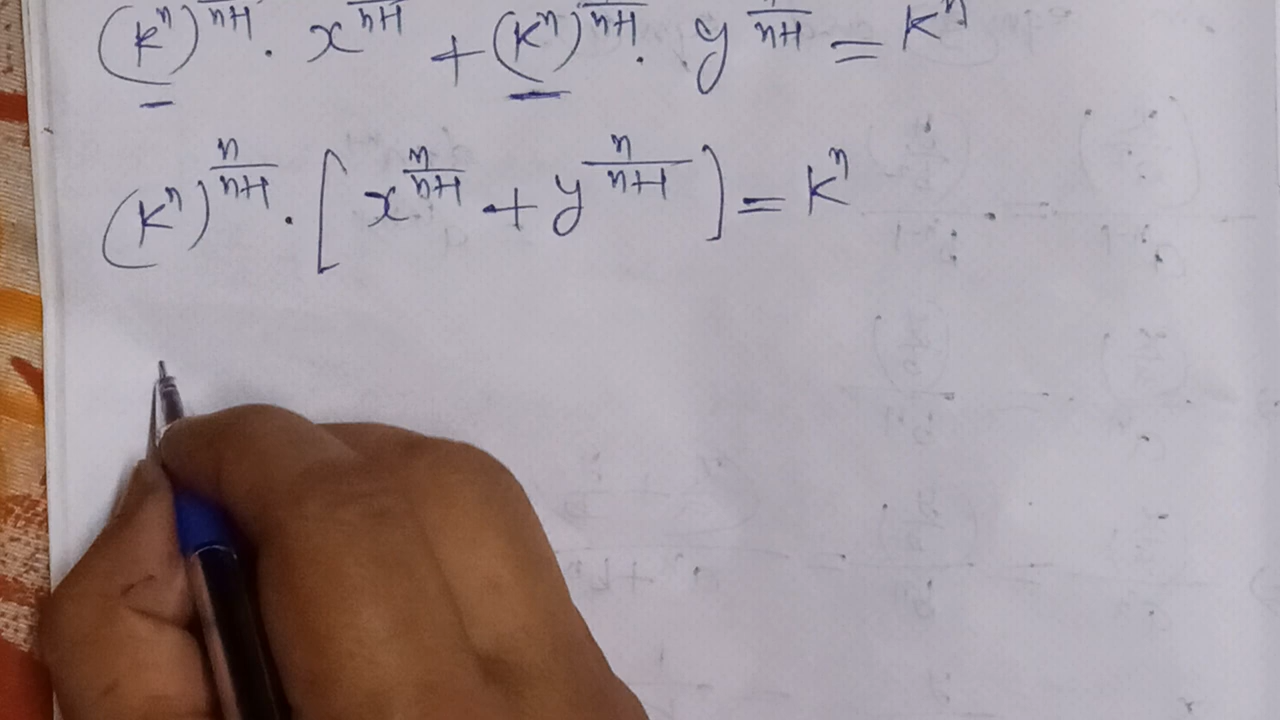 (k^n)^{n/n+1} . x^{n/n+1} + (k^n)^{n/n+1} . y^{n/n+1} = k^n
(k^n)^{n/n+1} . [x^{n/n+1} + y^{n/n+1}] = k^n